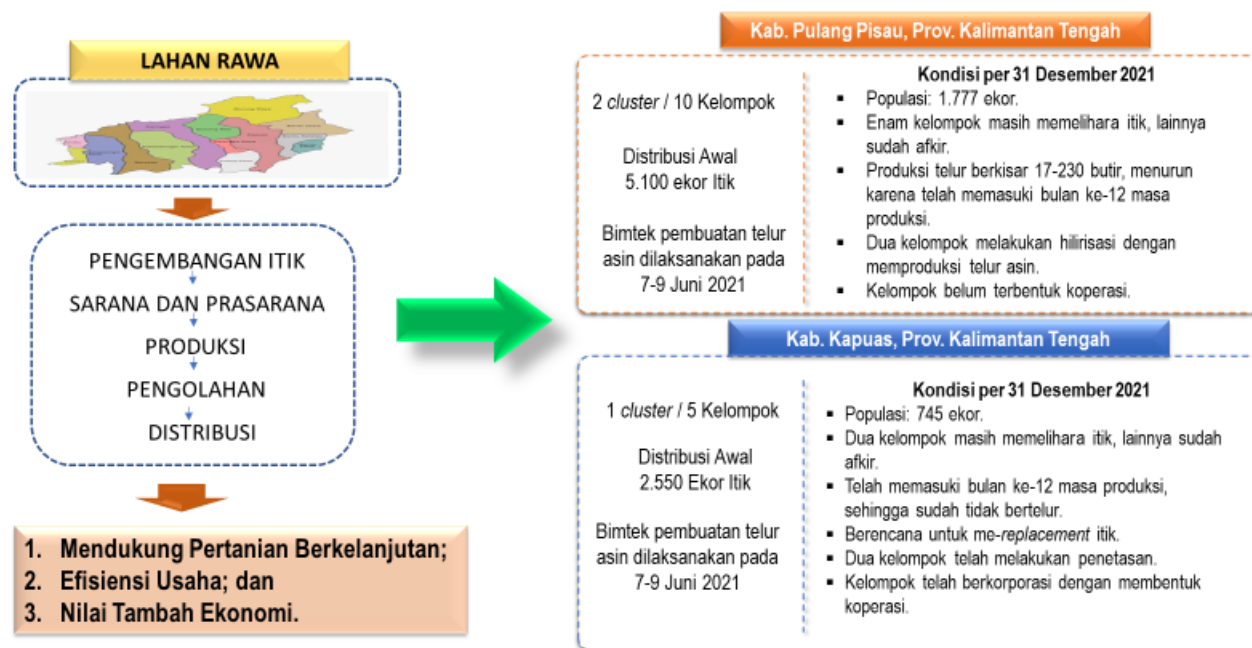 LAHAN RAWA
PENGEMBANGAN ITIK
SARANA DAN PRASARANA
PRODUKSI
PENGOLAHAN
DISTRIBUSI
1. Mendukung Pertanian Berkelanjutan;
2. Efisiensi Usaha; dan
3. Nilai Tambah Ekonomi.
Kab. Pulang Pisau, Prov. Kalimantan Tengah
2 cluster / 10 Kelompok
Distribusi Awal
5.100 ekor Itik
Bimtek pembuatan telur
asin dilaksanakan pada
7-9 Juni 2021
Kondisi per 31 Desember 2021
▪ Populasi: 1.777 ekor.
▪ Enam kelompok masih memelihara itik, lainnya
sudah afkir.
▪ Produksi telur berkisar 17-230 butir, menurun
karena telah memasuki bulan ke-12 masa
produksi.
▪ Dua kelompok melakukan hilirisasi dengan
memproduksi telur asin.
▪ Kelompok belum terbentuk koperasi.
Kab. Kapuas, Prov. Kalimantan Tengah
1 cluster / 5 Kelompok
Distribusi Awal
2.550 Ekor Itik
Bimtek pembuatan telur
asin dilaksanakan pada
7-9 Juni 2021
Kondisi per 31 Desember 2021
▪ Populasi: 745 ekor.
▪ Dua kelompok masih memelihara itik, lainnya sudah
afkir.
▪ Telah memasuki bulan ke-12 masa produksi,
sehingga sudah tidak bertelur.
▪ Berencana untuk me-replacement itik.
▪ Dua kelompok telah melakukan penetasan.
▪ Kelompok telah berkorporasi dengan membentuk
koperasi.